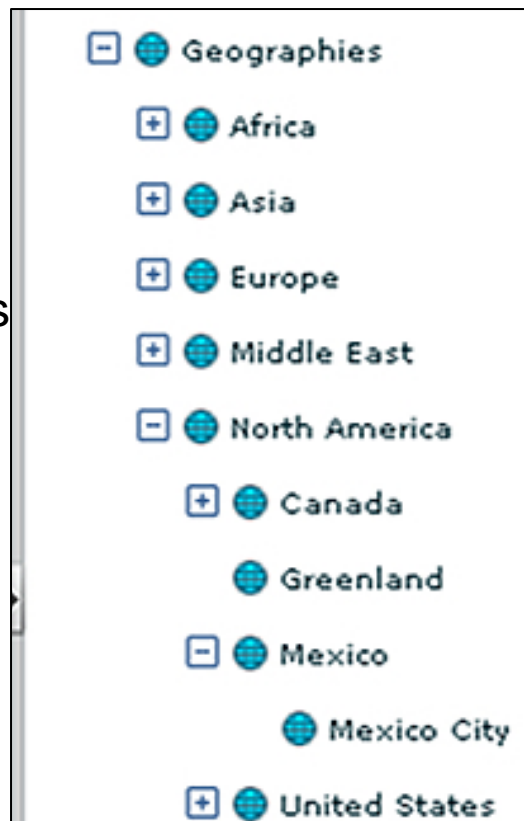 Geographies
Africa
Asia
Europe
s
Middle East
North America
Canada
Greenland
Mexico
Mexico City
United States